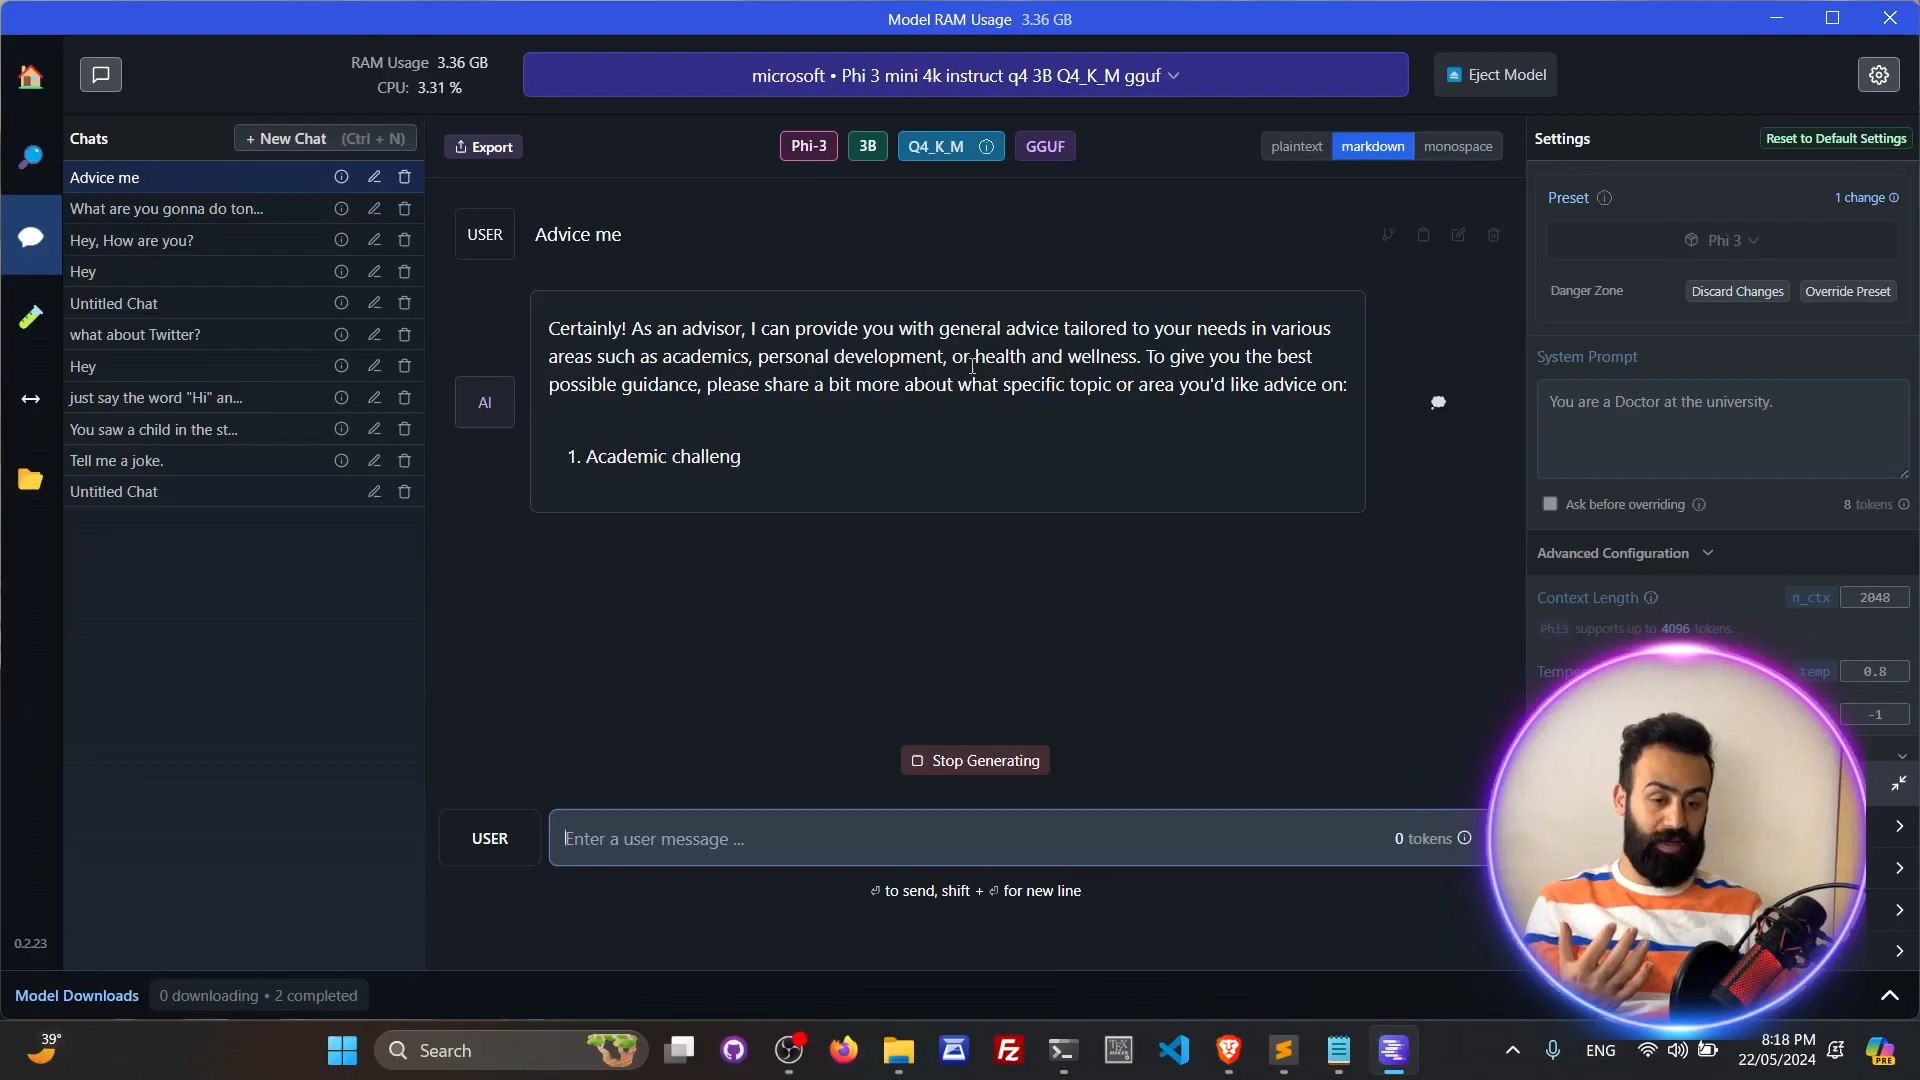 Model RAM Usage 3.36 GB
RAM Usage 3.36 GB
CPU: 3.31 %
microsoft • Phi 3 mini 4k instruct q4 3B Q4_K_M gguf
Eject Model
Chats
+ New Chat (Ctrl + N)
Export
Phi-3
3B
Q4_K_M
GGUF
plaintext
markdown
monospace
Settings
Reset to Default Settings
Advice me
What are you gonna do ton...
Hey, How are you?
Hey
Untitled Chat
what about Twitter?
Hey
just say the word "Hi" an...
You saw a child in the st...
Tell me a joke.
Untitled Chat
USER
Advice me
AI
Certainly! As an advisor, I can provide you with general advice tailored to your needs in various
areas such as academics, personal development, or health and wellness. To give you the best
possible guidance, please share a bit more about what specific topic or area you'd like advice on:
1. Academic challeng
Stop Generating
USER
Enter a user message ...
0 tokens
⏎ to send, shift + ⏎ for new line
Preset
1 change
Phi 3
Danger Zone
Discard Changes
Override Preset
System Prompt
You are a Doctor at the university.
Ask before overriding
8 tokens
Advanced Configuration
Context Length
n_ctx
2048
Phi3 supports up to 4096 tokens.
temp
0.8
-1
0.2.23
Model Downloads
0 downloading • 2 completed
39°
Search
ENG
8:18 PM
22/05/2024
PRE